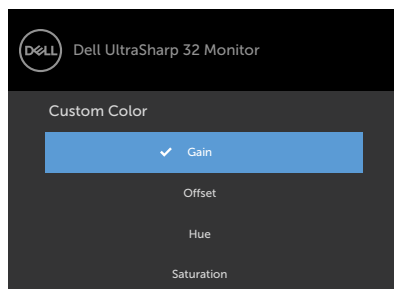 DELL
Dell UltraSharp 32 Monitor
Custom Color
Gain
Offset
Hue
Saturation